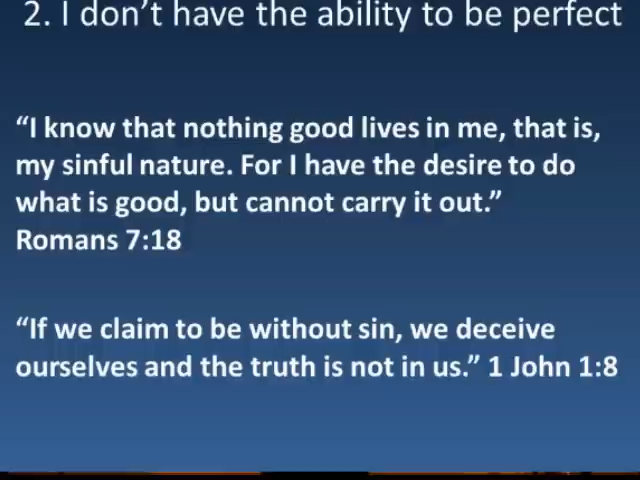 2. I don’t have the ability to be perfect
“I know that nothing good lives in me, that is,
my sinful nature. For I have the desire to do
what is good, but cannot carry it out.”
Romans 7:18
“If we claim to be without sin, we deceive
ourselves and the truth is not in us.” 1 John 1:8